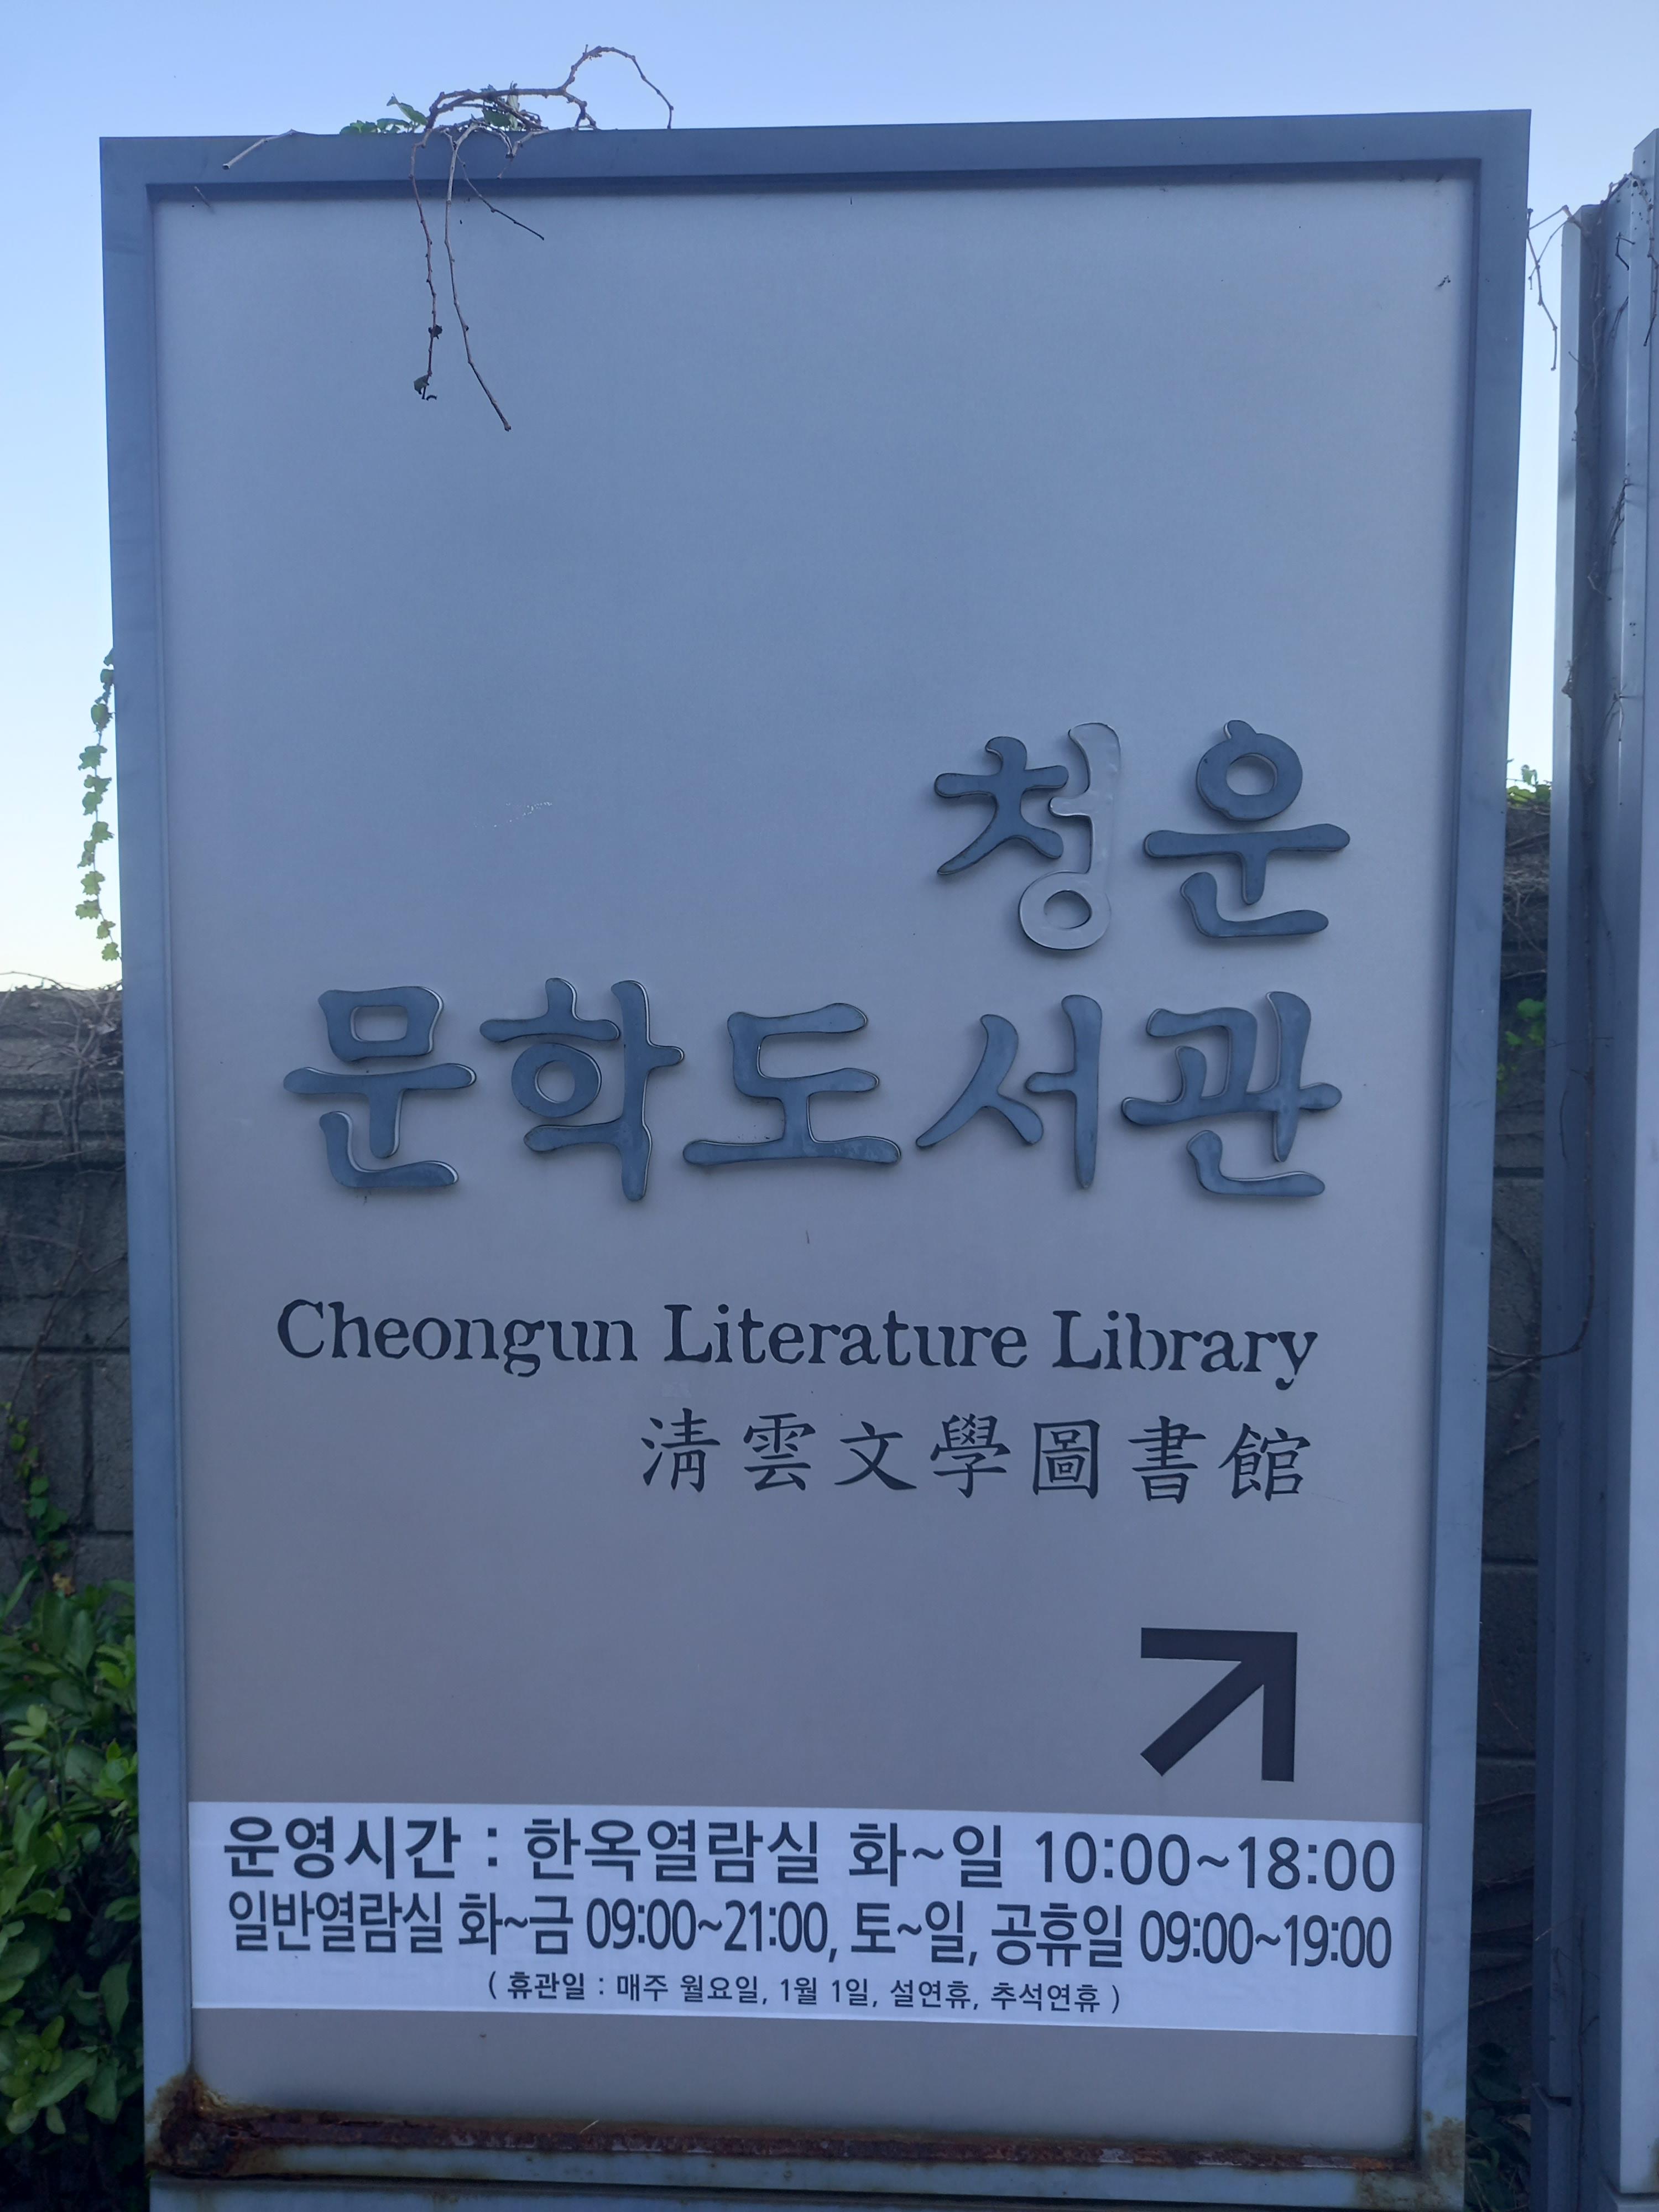 청운
문학도서관
Cheongun Literature Library
淸雲文學圖書館
운영시간 : 한옥열람실 화~일 10:00~18:00
일반열람실 화~금 09:00~21:00, 토~일, 공휴일 09:00~19:00
( 휴관일 : 매주 월요일, 1월 1일, 설연휴, 추석연휴 )